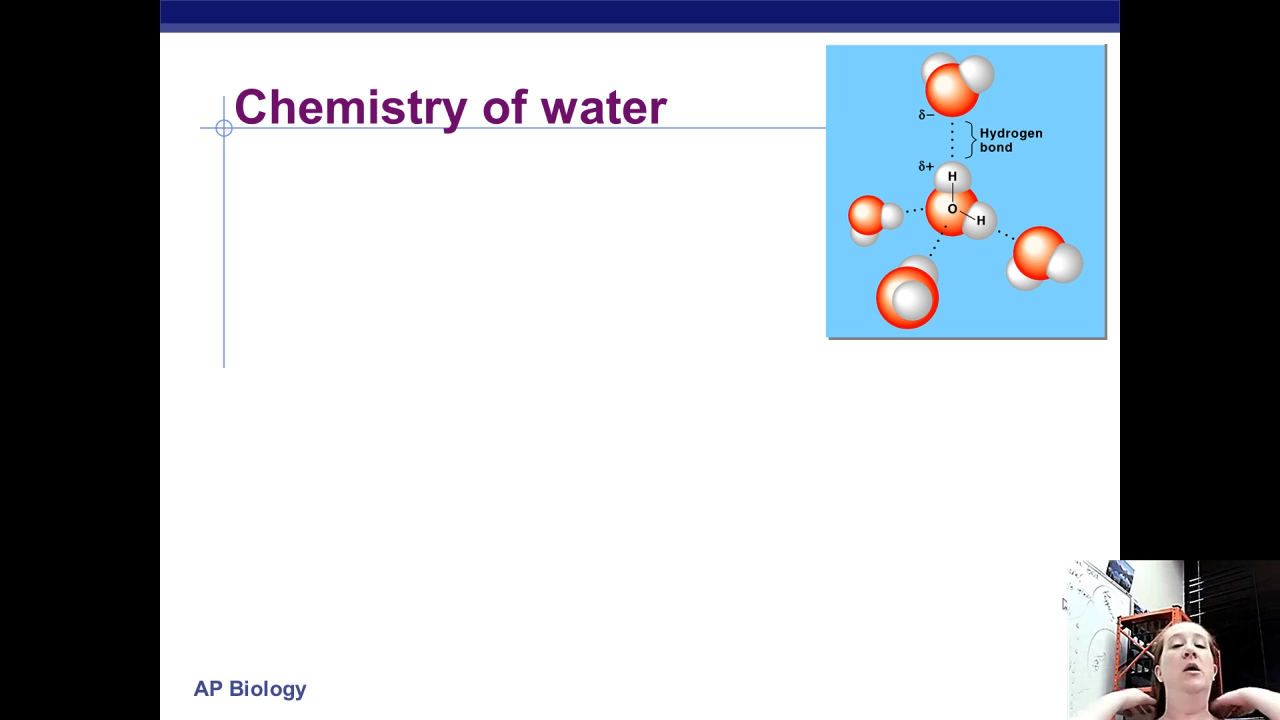 Chemistry of water
δ−
Hydrogen
bond
δ+
H
O
H
AP Biology